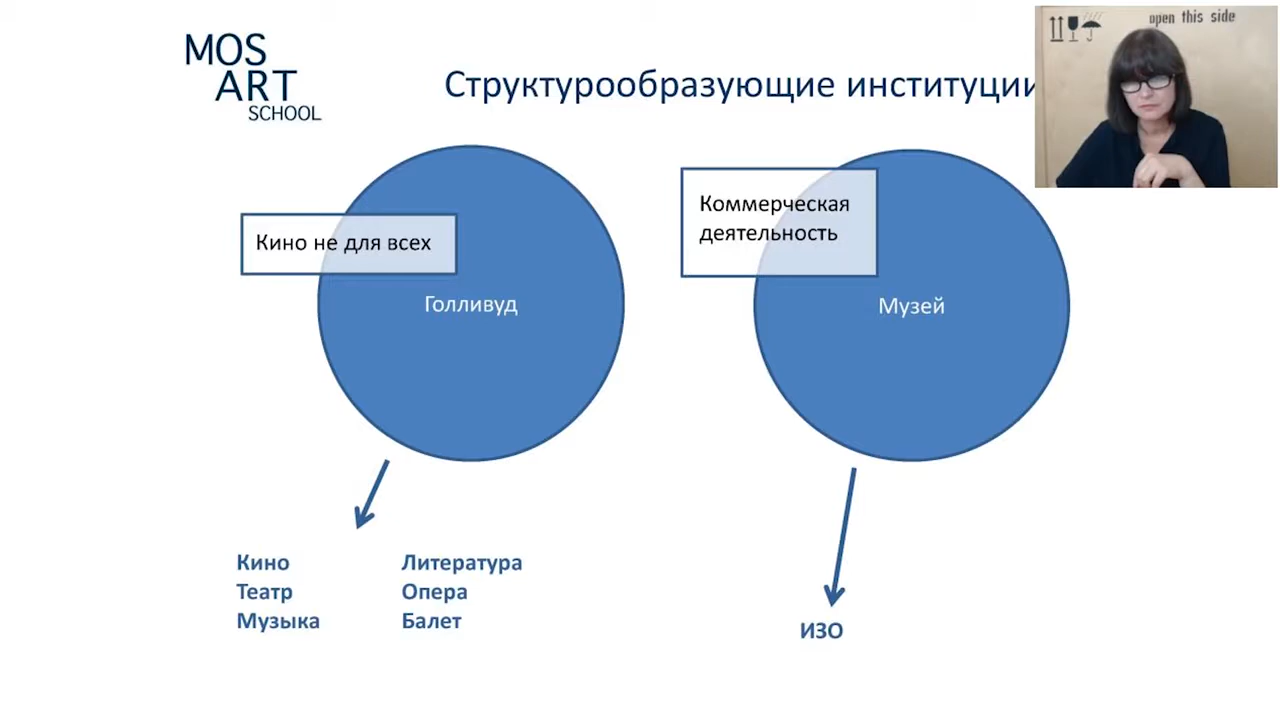 MOS
ART
SCHOOL
Структурообразующие институции
open this side
Кино не для всех
Коммерческая
деятельность
Голливуд
Музей
Кино
Литература
Театр
Опера
Музыка
Балет
ИЗО